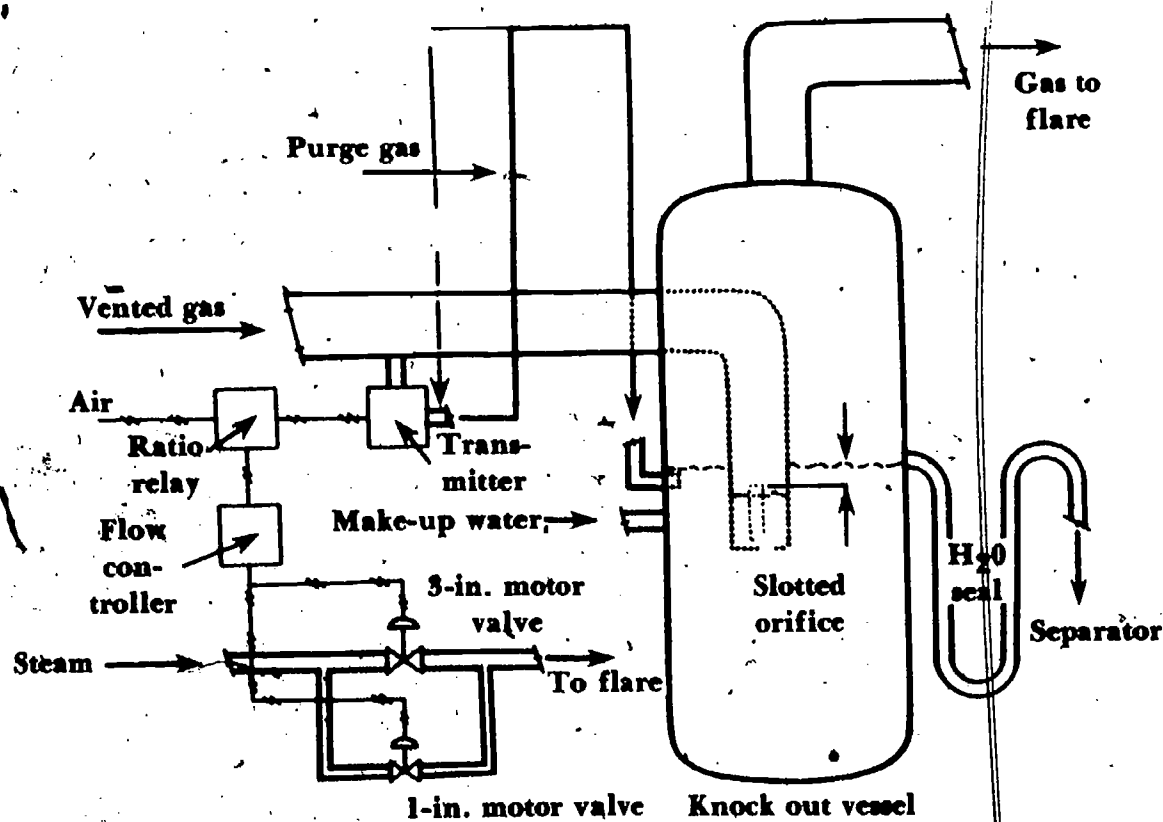 Gas to
flare
Purge gas
Vented gas
Air
Ratio
relay
Trans-
mitter
Make-up water
Flow
con-
troller
3-in. motor
valve
Slotted
orifice
H20
seal
Separator
Steam
To flare
1-in. motor valve
Knock out vessel